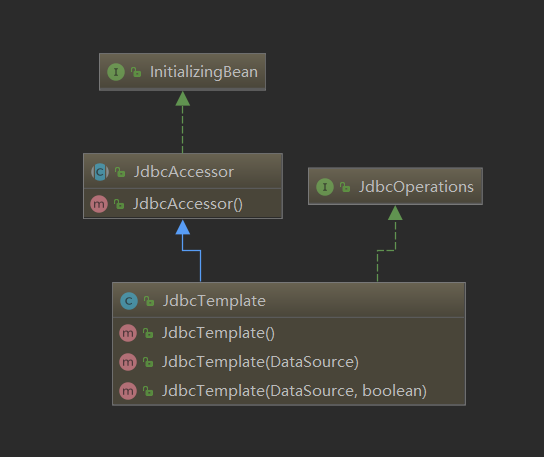 I InitializingBean
C JdbcAccessor
m JdbcAccessor()
I JdbcOperations
C JdbcTemplate
m JdbcTemplate()
m JdbcTemplate(DataSource)
m JdbcTemplate(DataSource, boolean)